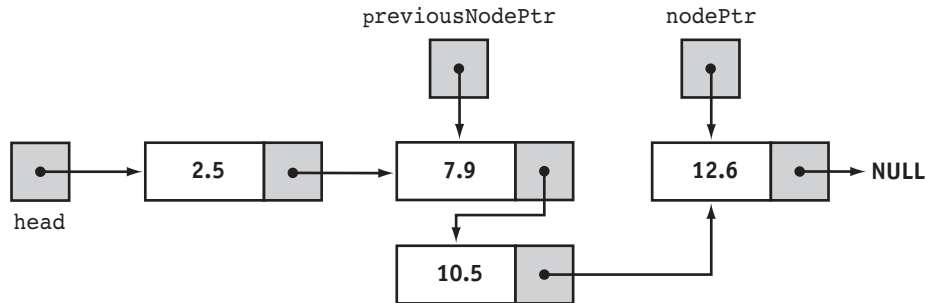 previousNodePtr
nodePtr
2.5
7.9
12.6
NULL
head
10.5